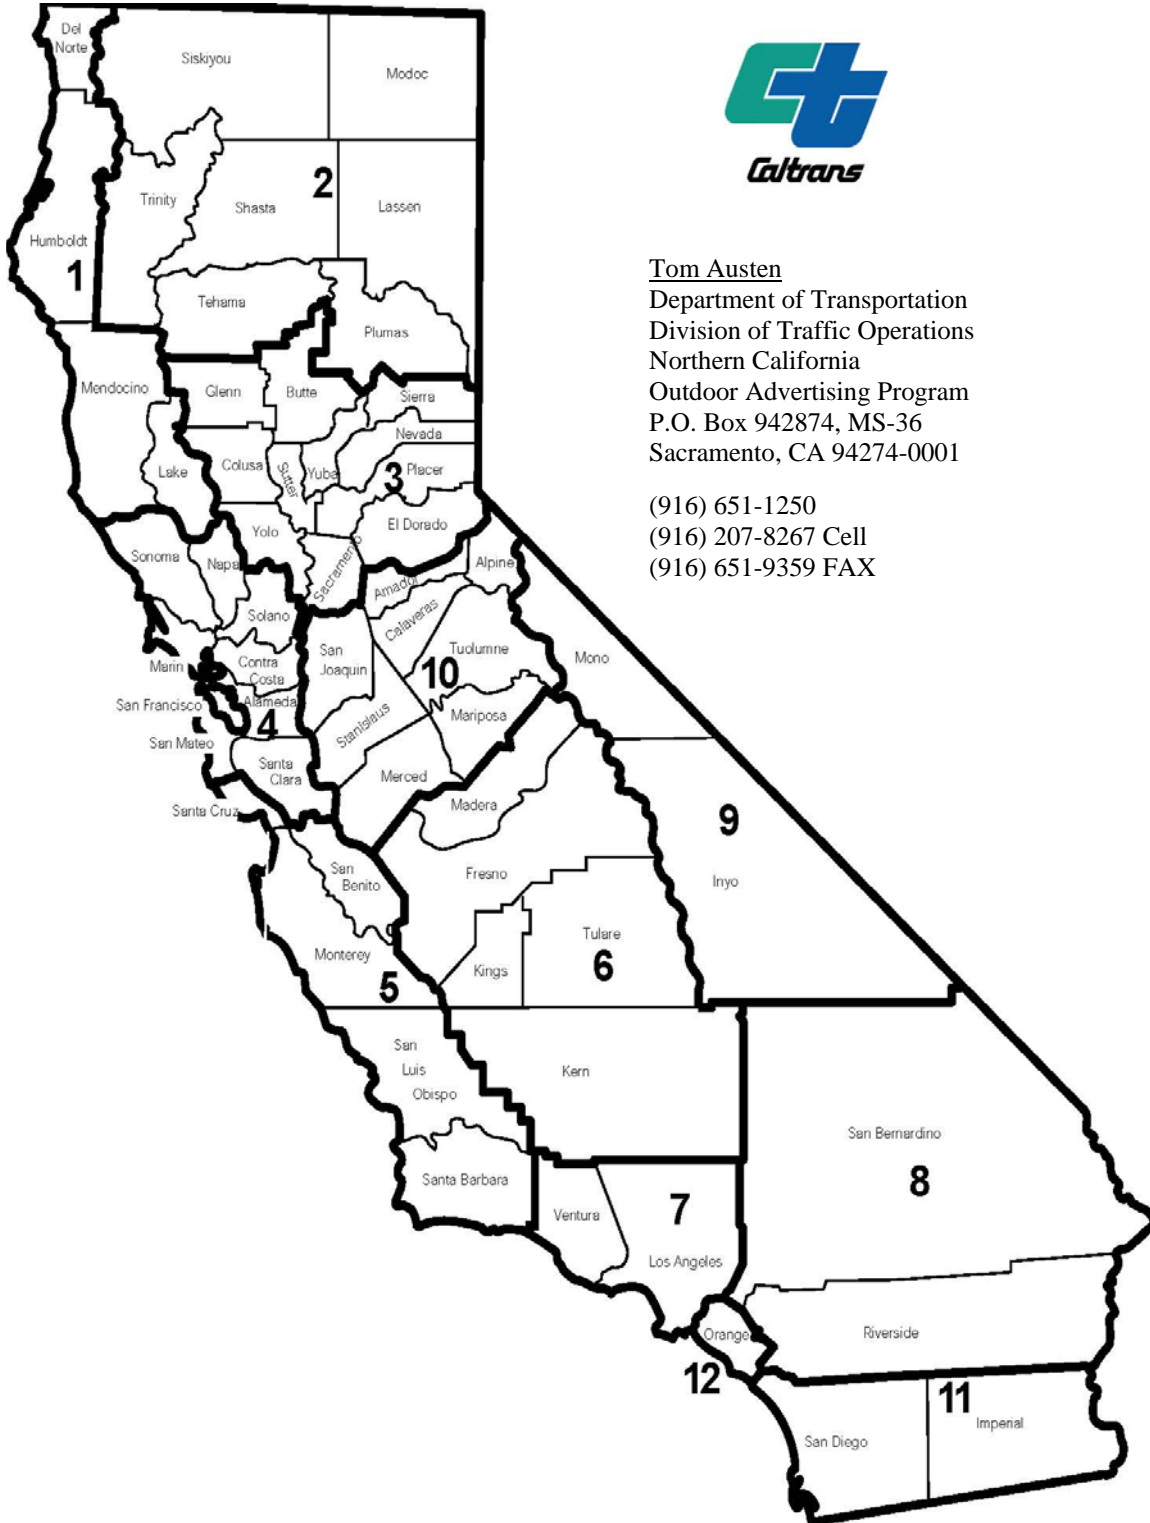 Del
Norte
Siskiyou
Modoc
Caltrans
2
Trinity
Shasta
Lassen
Humboldt
1
Tom Austen
Department of Transportation
Division of Traffic Operations
Northern California
Outdoor Advertising Program
P.O. Box 942874, MS-36
Sacramento, CA 94274-0001
(916) 651-1250
(916) 207-8267 Cell
(916) 651-9359 FAX
Tehama
Plumas
Mendocino
Glenn
Butte
Sierra
Nevada
Lake
Colusa
Sutter
Yuba
Placer
3
El Dorado
Yolo
Sacramento
Sonoma
Napa
Alpine
Amador
Solano
Calaveras
Tuolumne
San
Joaquin
Mono
Marin
Contra
Costa
10
San Francisco
Alameda
4
Stanislaus
Mariposa
San Mateo
Santa
Clara
Merced
Santa Cruz
Madera
9
San
Benito
Fresno
Inyo
Tulare
Monterey
Kings
6
5
San
Luis
Obispo
Kern
San Bernardino
8
Santa Barbara
Ventura
7
Los Angeles
Orange
Riverside
12
11
San Diego
Imperial